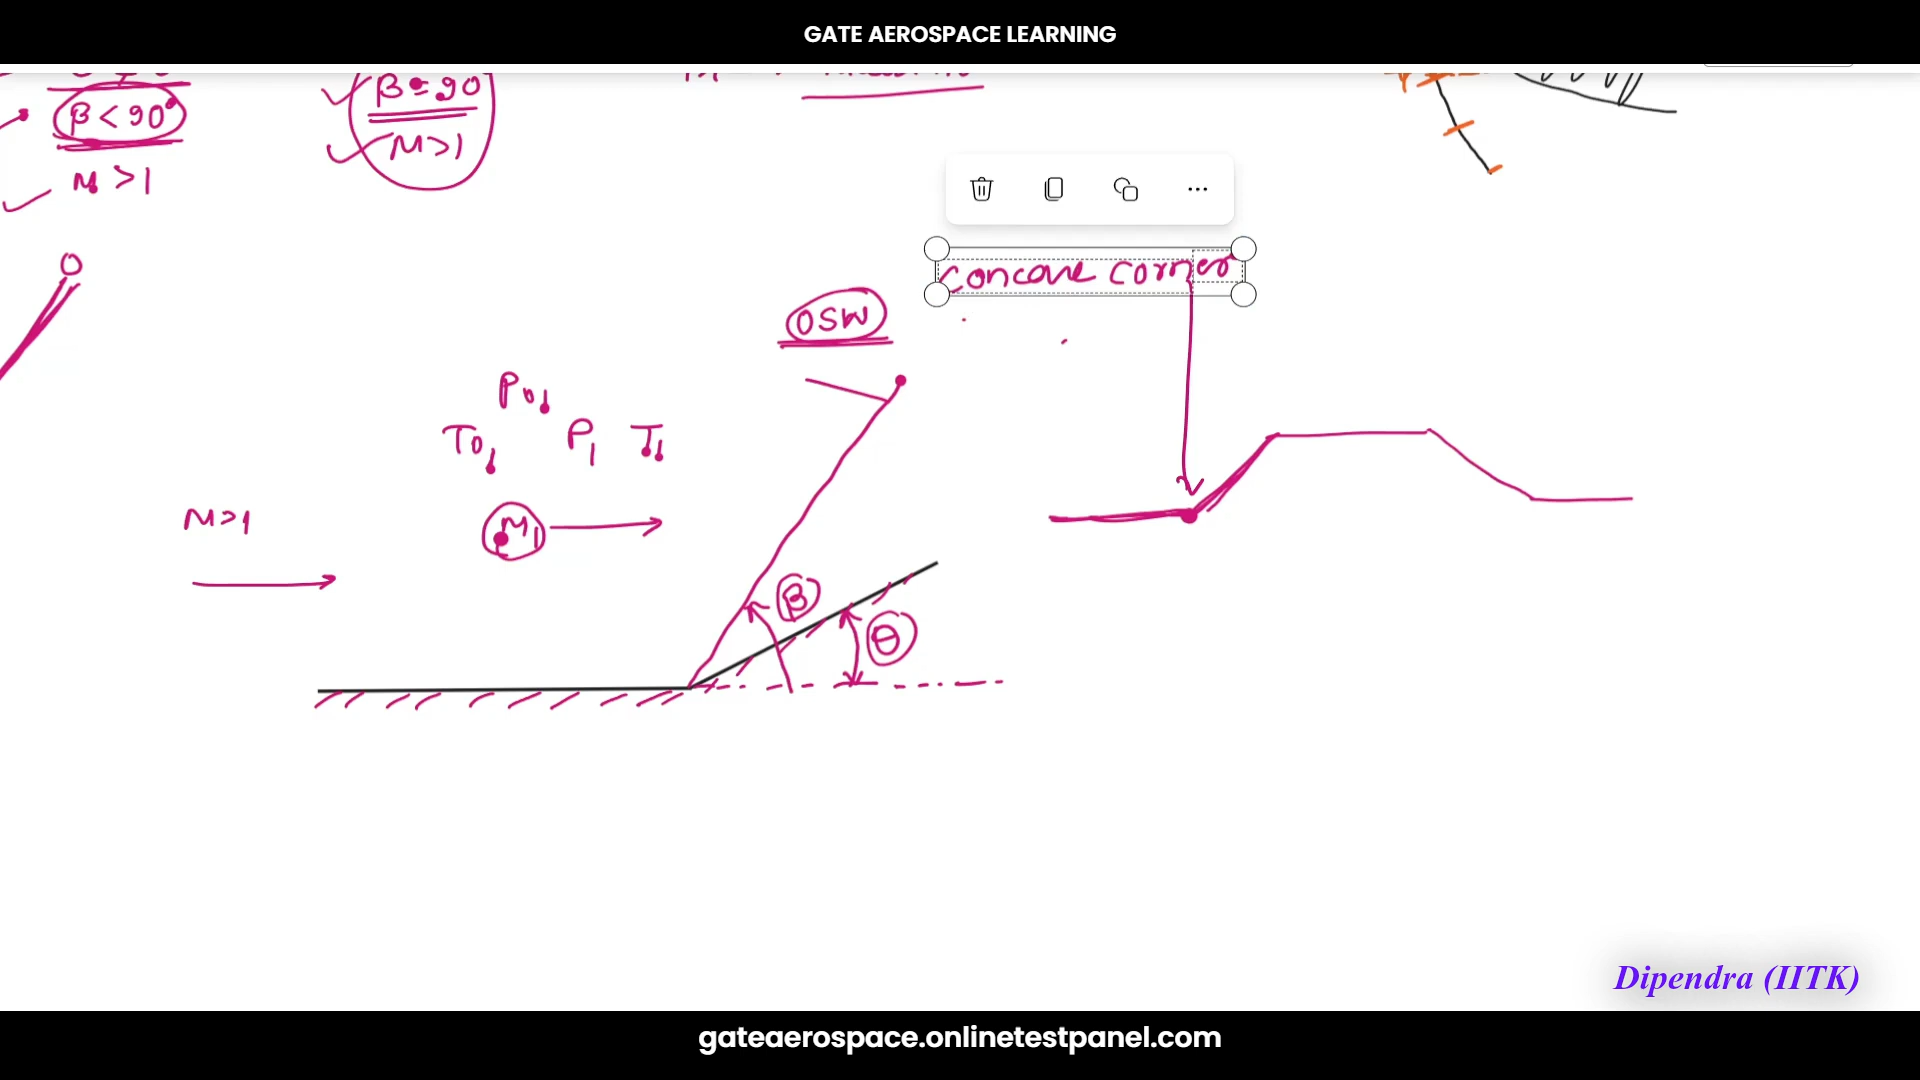 GATE AEROSPACE LEARNING
β < 90°
M > 1
β = 90
M > 1
Concave Corner
OSW
P01
T01 P1 T1
M > 1
M1
β
θ
Dipendra (IITK)
gateaerospace.onlinetestpanel.com